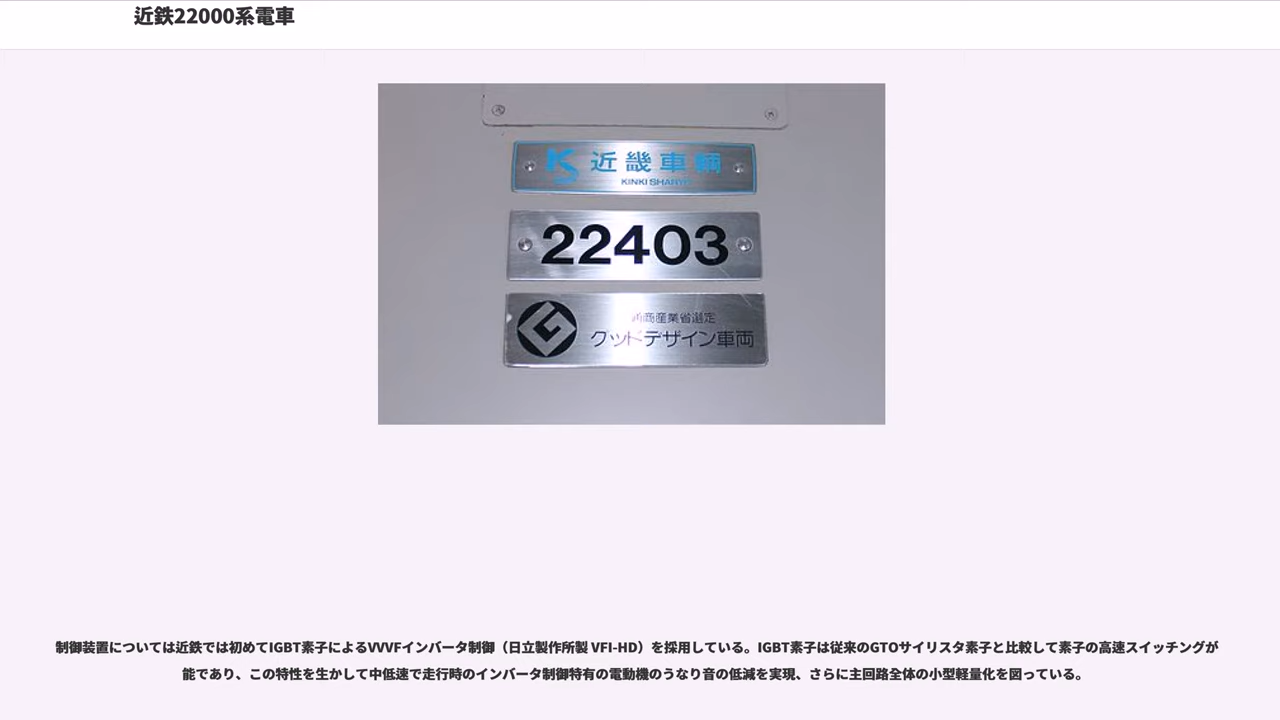 近鉄22000系電車
近畿車輛
KINKI SHARYO
22403
通商産業省選定
グッドデザイン車両
制御装置については近鉄では初めてIGBT素子によるVVVFインバータ制御（日立製作所製 VFI-HD）を採用している。IGBT素子は従来のGTOサイリスタ素子と比較して素子の高速スイッチングが
能であり、この特性を生かして中低速で走行時のインバータ制御特有の電動機のうなり音の低減を実現、さらに主回路全体の小型軽量化を図っている。